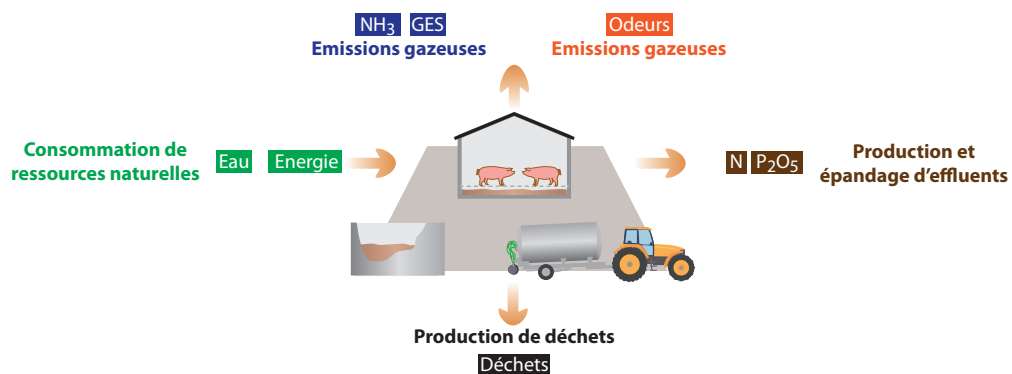 NH3 GES
Emissions gazeuses
Odeurs
Emissions gazeuses
Consommation de
ressources naturelles
Eau Energie
N P2O5
Production et
épandage d'effluents
Production de déchets
Déchets